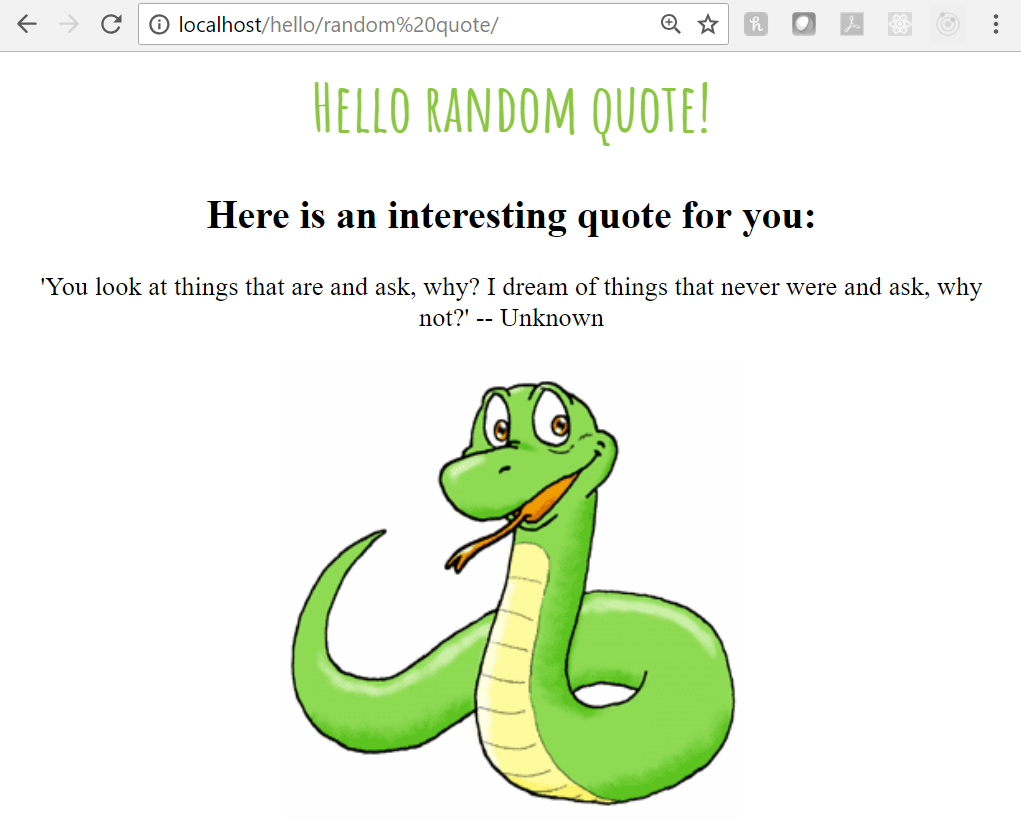 localhost/hello/random%20quote/
Hello random quote!
Here is an interesting quote for you:
'You look at things that are and ask, why? I dream of things that never were and ask, why
not?' -- Unknown